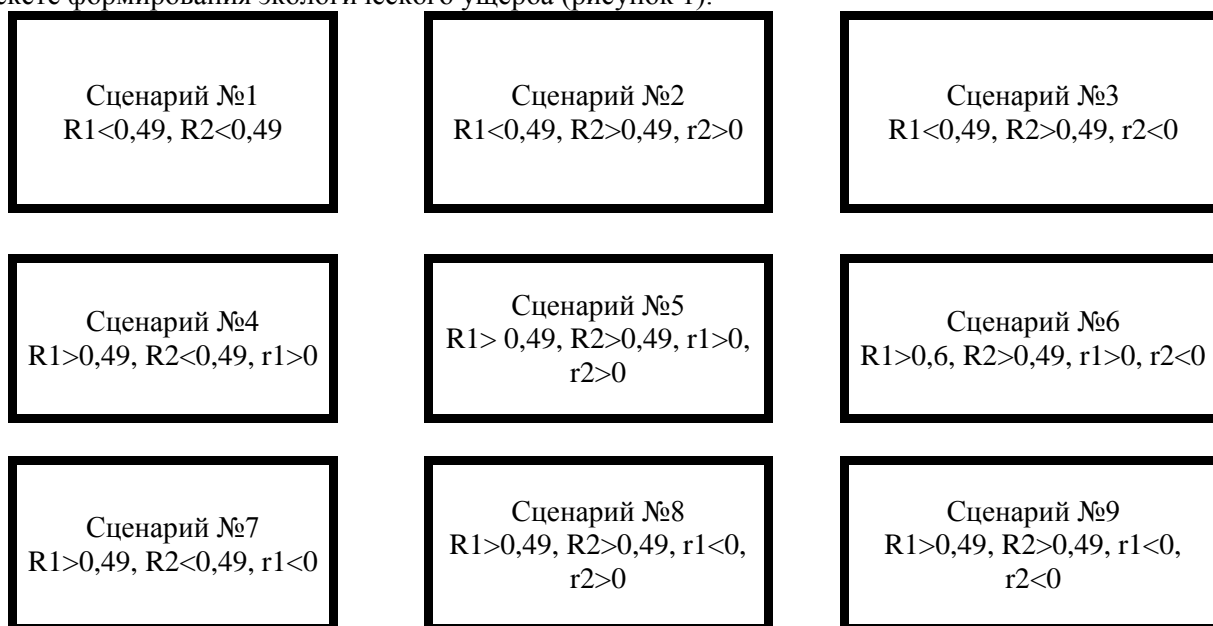 формирования экологического ущерба (рисунок 1).
Сценарий №1
R1<0,49, R2<0,49
Сценарий №2
R1<0,49, R2>0,49, r2>0
Сценарий №3
R1<0,49, R2>0,49, r2<0
Сценарий №4
R1>0,49, R2<0,49, r1>0
Сценарий №5
R1> 0,49, R2>0,49, r1>0,
r2>0
Сценарий №6
R1>0,6, R2>0,49, r1>0, r2<0
Сценарий №7
R1>0,49, R2<0,49, r1<0
Сценарий №8
R1>0,49, R2>0,49, r1<0,
r2>0
Сценарий №9
R1>0,49, R2>0,49, r1<0,
r2<0